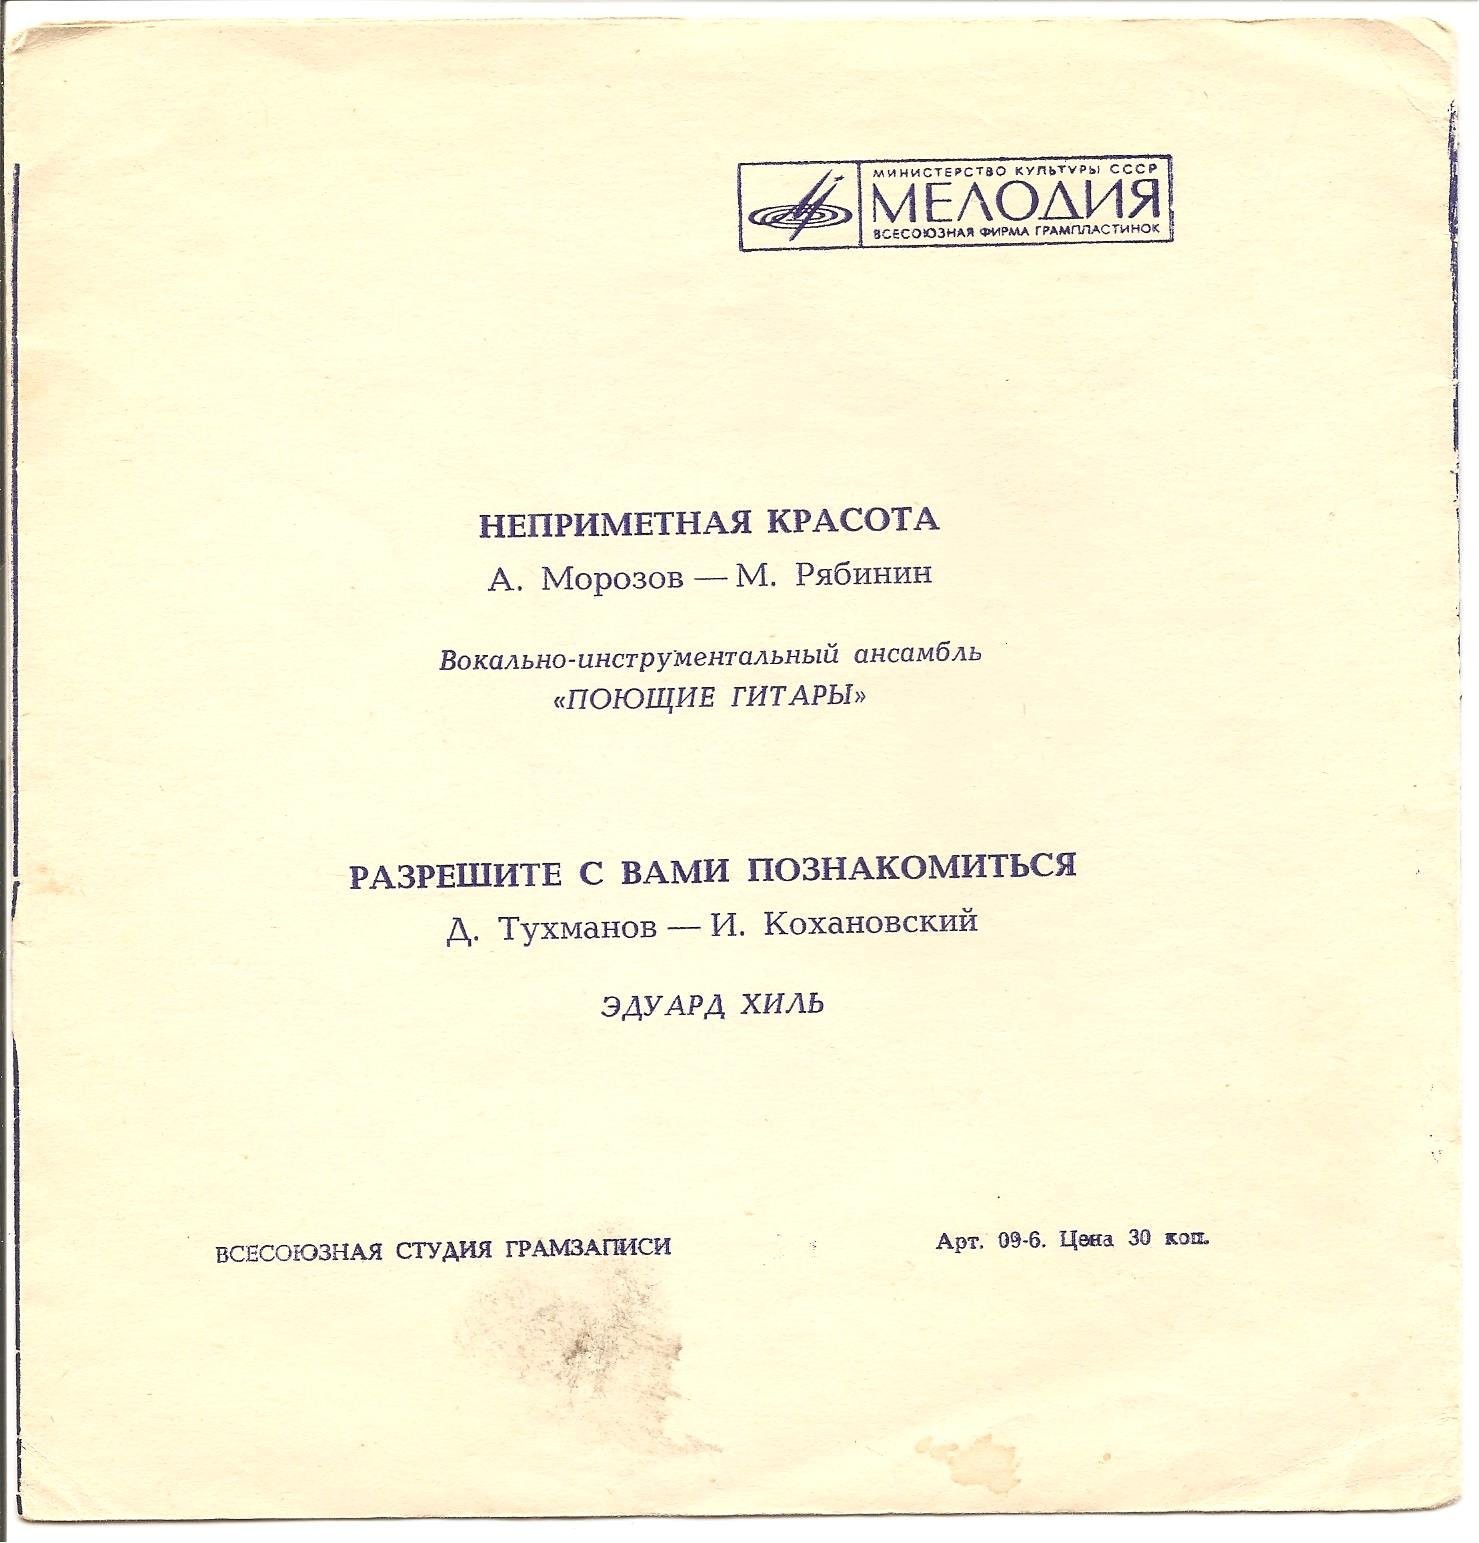 МИНИСТЕРСТВО КУЛЬТУРЫ СССР
МЕЛОДИЯ
ВСЕСОЮЗНАЯ ФИРМА ГРАМПЛАСТИНОК
НЕПРИМЕТНАЯ КРАСОТА
А. Морозов — М. Рябинин
Вокально-инструментальный ансамбль
«ПОЮЩИЕ ГИТАРЫ»
РАЗРЕШИТЕ С ВАМИ ПОЗНАКОМИТЬСЯ
Д. Тухманов — И. Кохановский
ЭДУАРД ХИЛЬ
ВСЕСОЮЗНАЯ СТУДИЯ ГРАМЗАПИСИ
Арт. 09-6. Цена 30 коп.